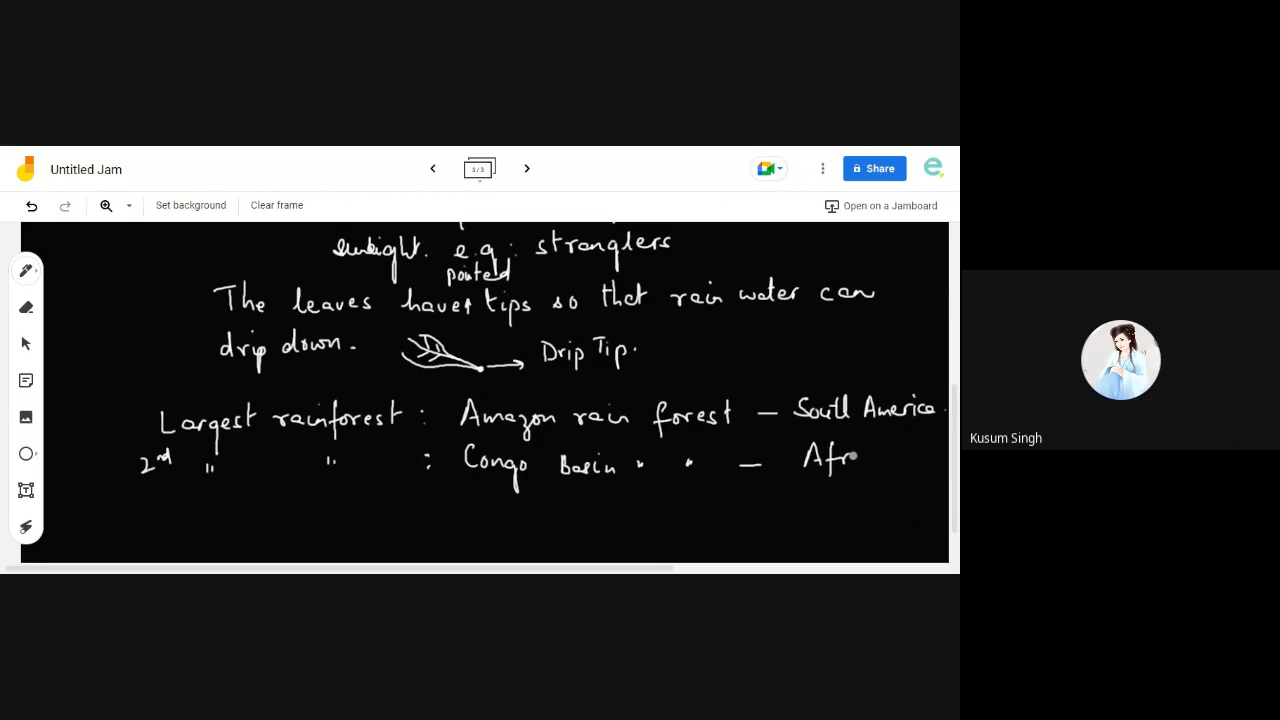 Untitled Jam
3/3
Share
Set background
Clear frame
Open on a Jamboard
sunlight. e.g: stranglers
pointed
The leaves have tips so that rain water can
drip down.
Drip Tip.
Largest rainforest : Amazon rain forest – South America.
2nd " " : Congo Basin " " – Afr
Kusum Singh